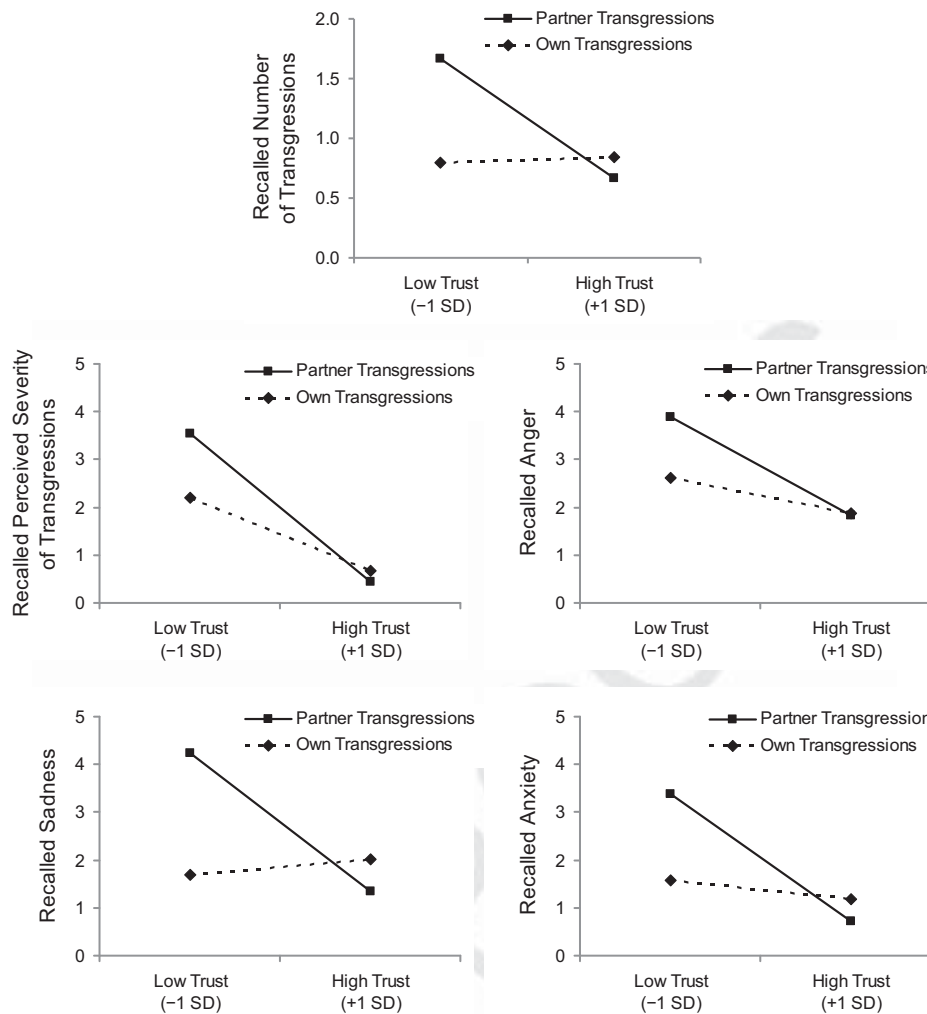 Partner Transgressions
Own Transgressions
Recalled Number
of Transgressions
2.0
1.5
1.0
0.5
0.0
Low Trust
(−1 SD)
High Trust
(+1 SD)
Partner Transgressions
Own Transgressions
Recalled Perceived Severity
of Transgressions
5
4
3
2
1
0
Low Trust
(−1 SD)
High Trust
(+1 SD)
Partner Transgressions
Own Transgressions
Recalled Anger
5
4
3
2
1
0
Low Trust
(−1 SD)
High Trust
(+1 SD)
Partner Transgressions
Own Transgressions
Recalled Sadness
5
4
3
2
1
0
Low Trust
(−1 SD)
High Trust
(+1 SD)
Partner Transgression
Own Transgressions
Recalled Anxiety
5
4
3
2
1
0
Low Trust
(−1 SD)
High Trust
(+1 SD)